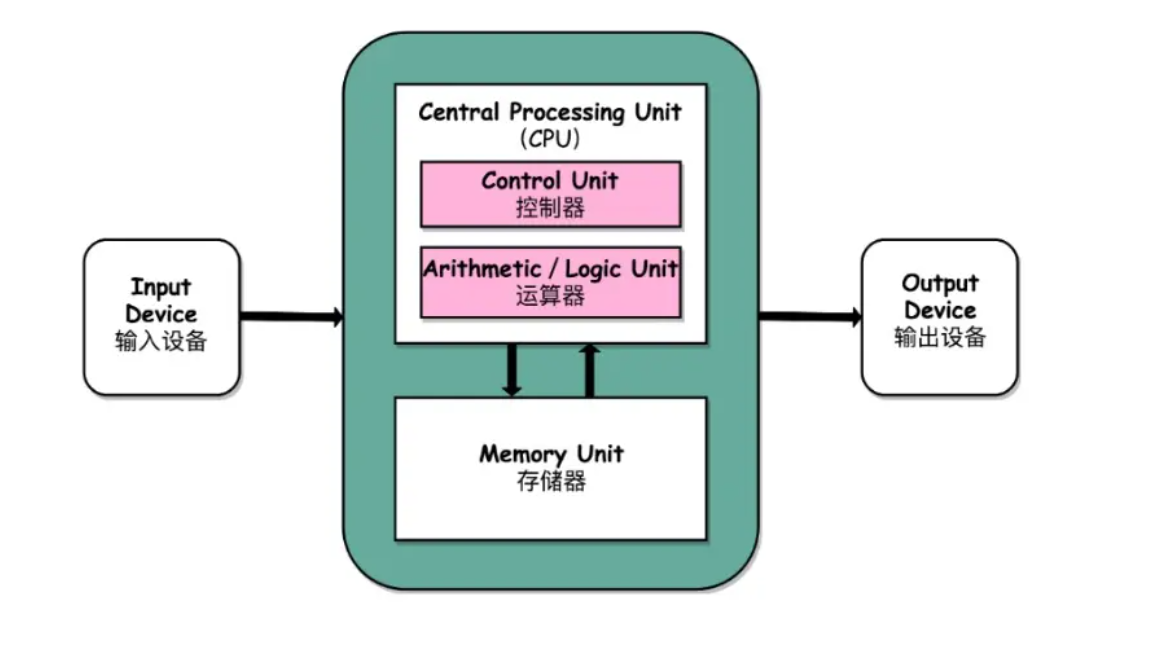 Central Processing Unit
(CPU)
Control Unit
控制器
Arithmetic / Logic Unit
运算器
Input
Device
输入设备
Output
Device
输出设备
Memory Unit
存储器